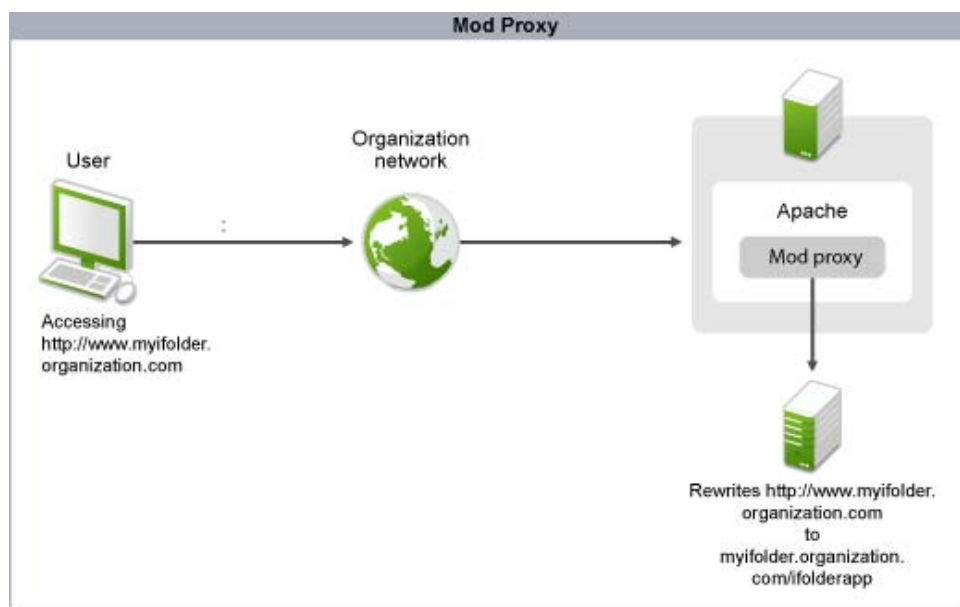 Mod Proxy
User
Organization
network
:
Accessing
http://www.myifolder.
organization.com
Apache
Mod proxy
Rewrites http://www.myifolder.
organization.com
to
myifolder.organization.
com/ifolderapp